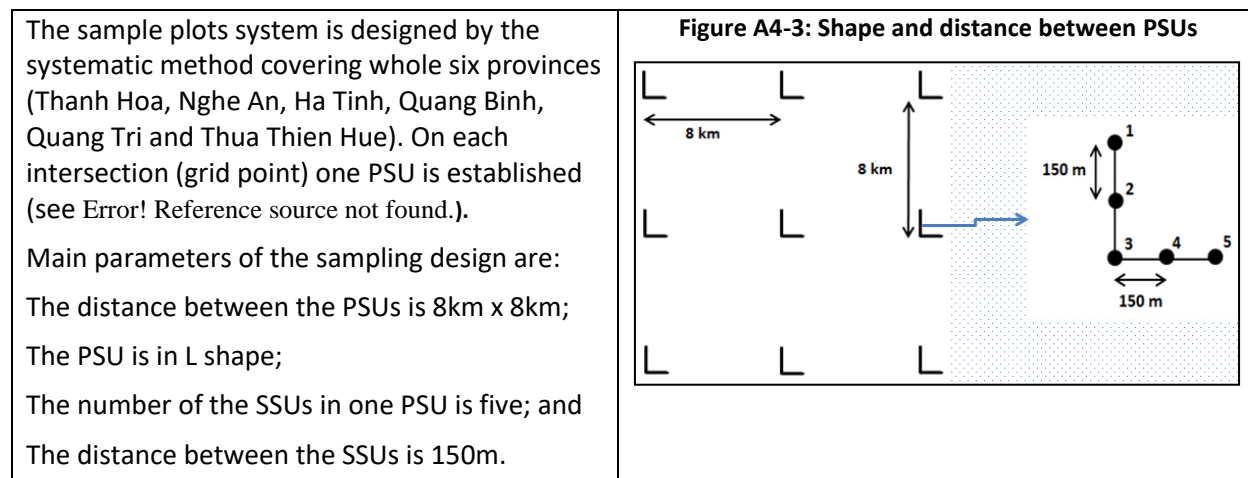 The sample plots system is designed by the
systematic method covering whole six provinces
(Thanh Hoa, Nghe An, Ha Tinh, Quang Binh,
Quang Tri and Thua Thien Hue). On each
intersection (grid point) one PSU is established
(see Error! Reference source not found.).
Main parameters of the sampling design are:
The distance between the PSUs is 8km x 8km;
The PSU is in L shape;
The number of the SSUs in one PSU is five; and
The distance between the SSUs is 150m.
Figure A4-3: Shape and distance between PSUs
8 km
8 km
1
150 m
2
3 4 5
150 m